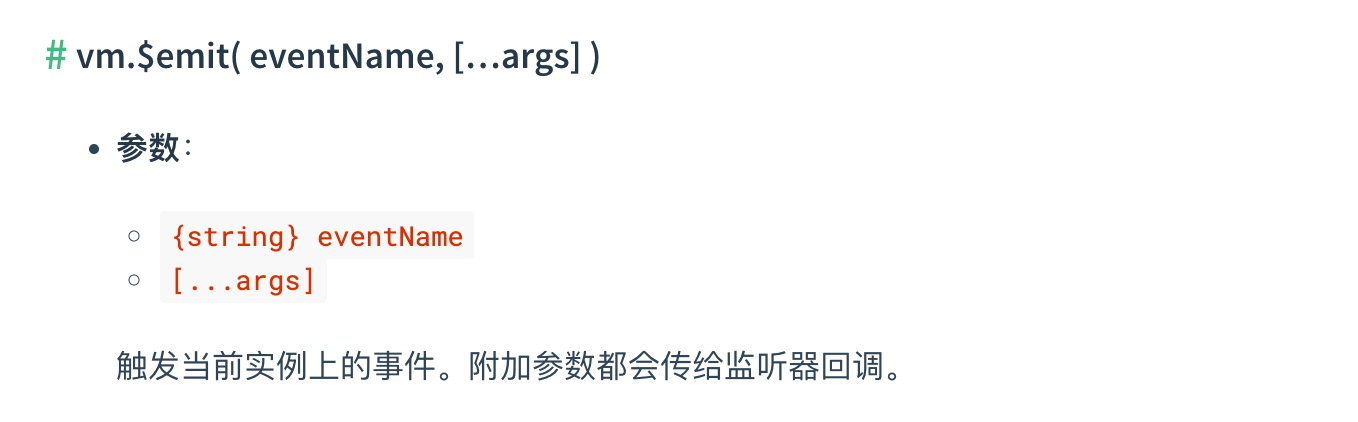 # vm.$emit( eventName, […args] )
参数：
{string} eventName
[...args]
触发当前实例上的事件。附加参数都会传给监听器回调。